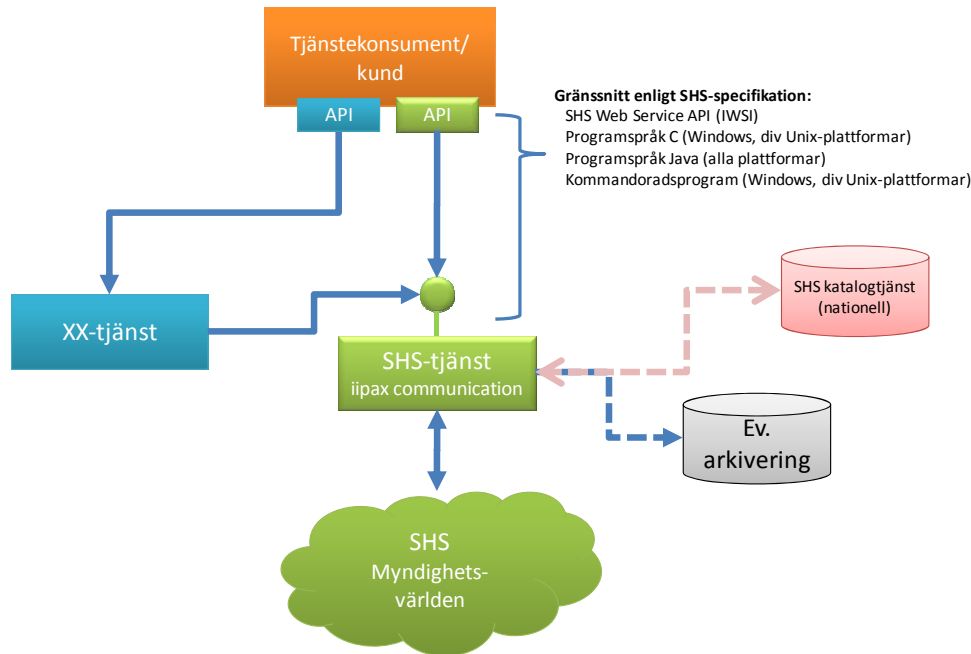 Tjänstekonsument/
kund
API
API
Gränssnitt enligt SHS-specifikation:
SHS Web Service API (IWSI)
Programspråk C (Windows, div Unix-plattformar)
Programspråk Java (alla plattformar)
Kommandoradsprogram (Windows, div Unix-plattformar)
SHS katalogtjänst
(nationell)
XX-tjänst
SHS-tjänst
iipax communication
Ev.
arkivering
SHS
Myndighets-
världen